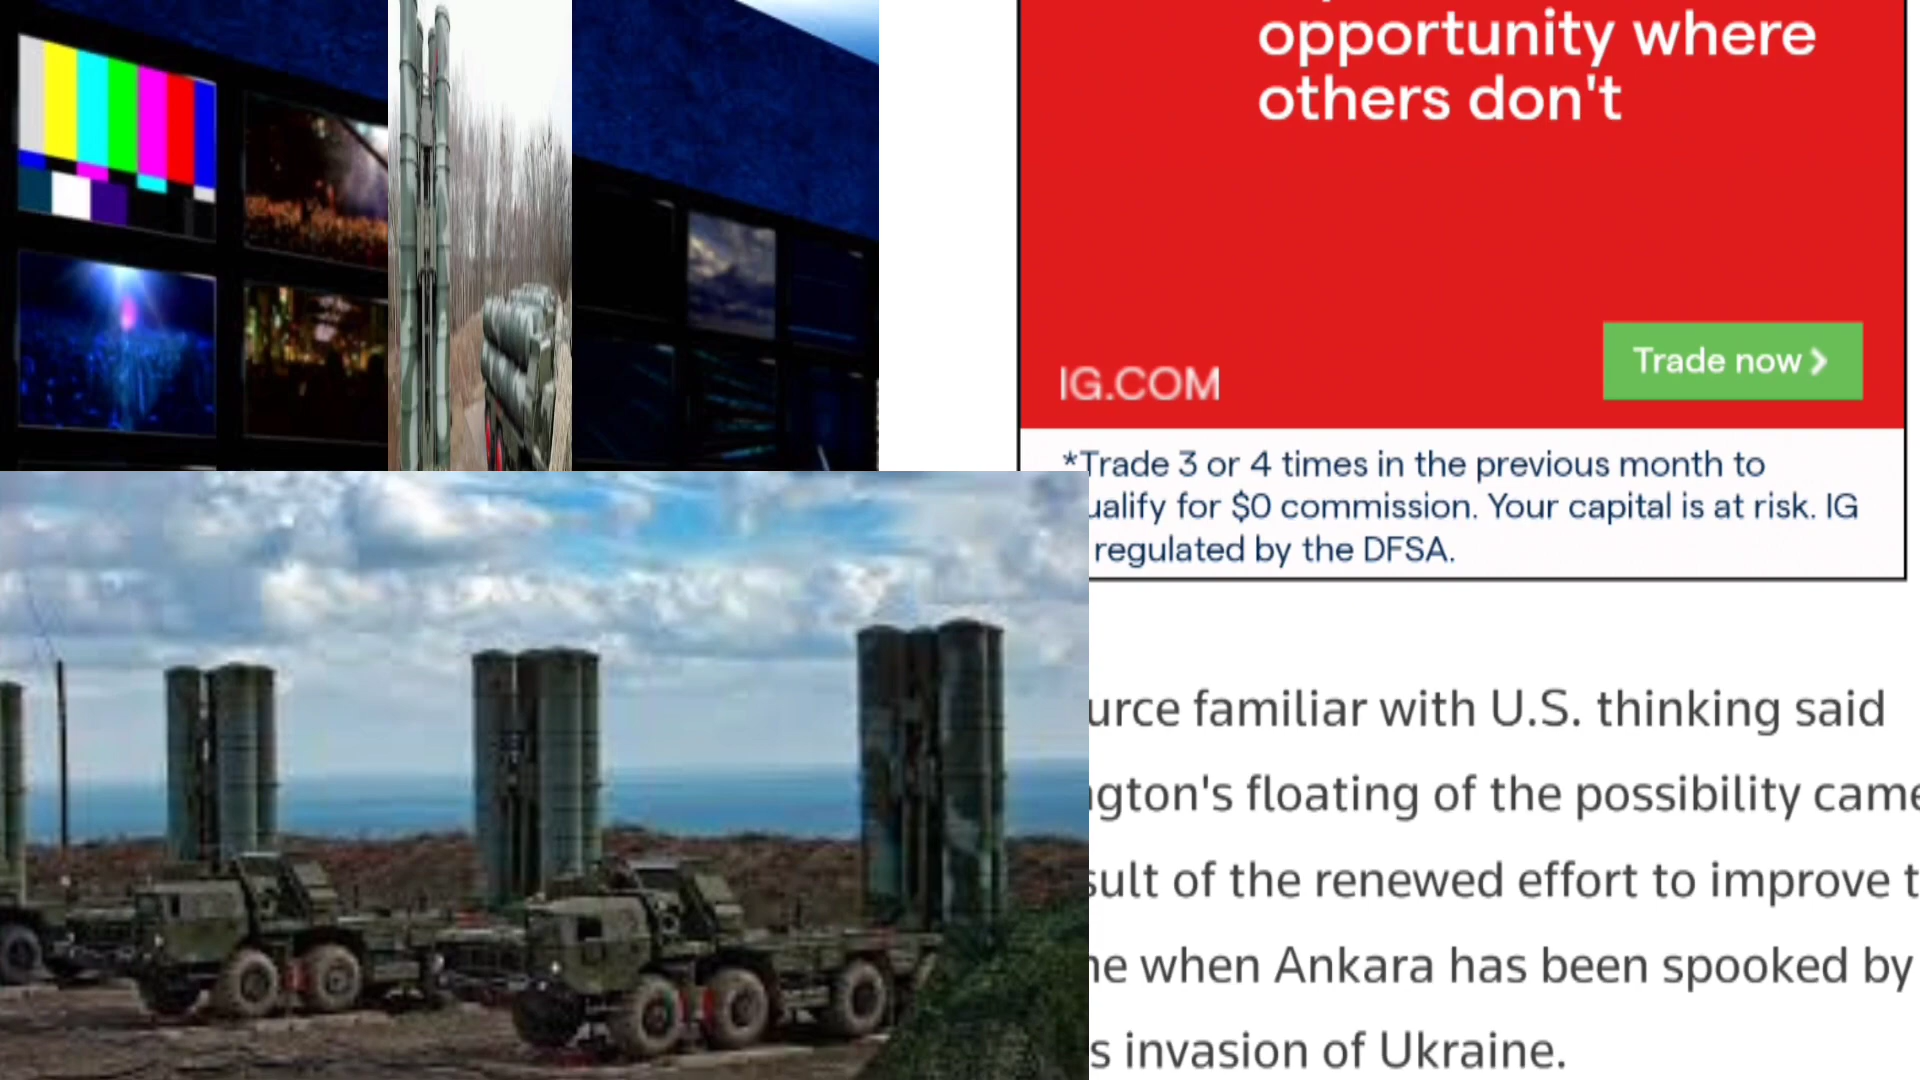 opportunity where
others don't
Trade now
IG.COM
*Trade 3 or 4 times in the previous month to
ualify for $0 commission. Your capital is at risk. IG
regulated by the DFSA.
urce familiar with U.S. thinking said
gton's floating of the possibility came
sult of the renewed effort to improve t
e when Ankara has been spooked by
s invasion of Ukraine.